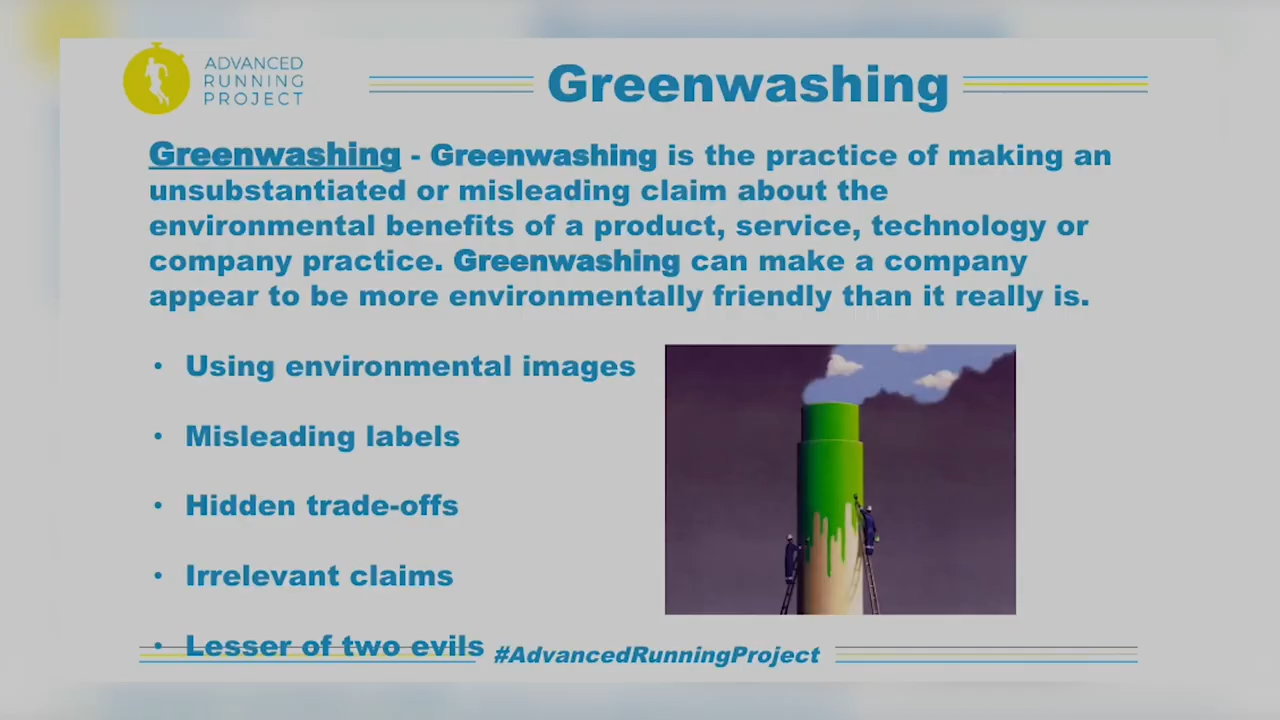 ADVANCED
RUNNING
PROJECT
Greenwashing
Greenwashing - Greenwashing is the practice of making an
unsubstantiated or misleading claim about the
environmental benefits of a product, service, technology or
company practice. Greenwashing can make a company
appear to be more environmentally friendly than it really is.
• Using environmental images
• Misleading labels
• Hidden trade-offs
• Irrelevant claims
• Lesser of two evils
#AdvancedRunningProject